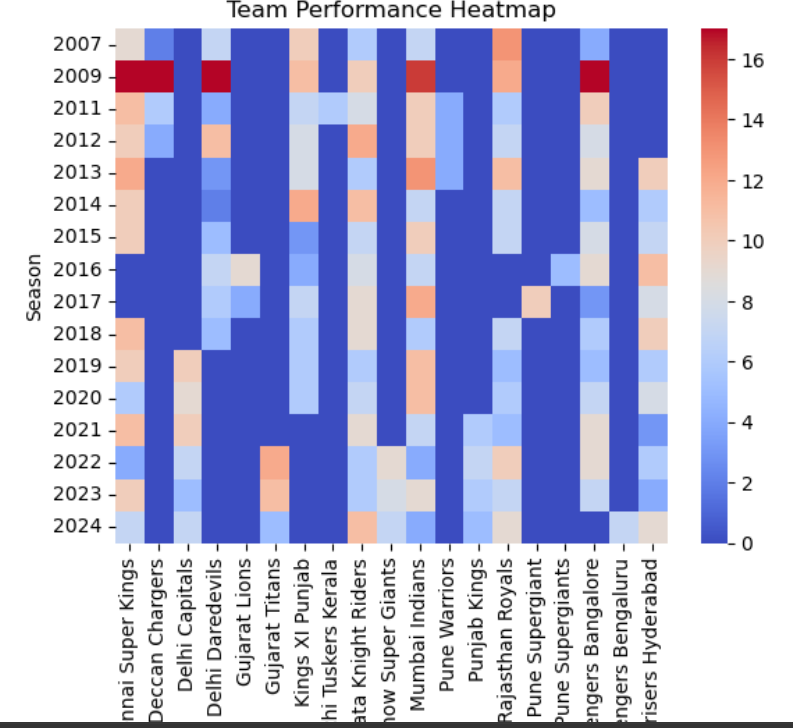 Team Performance Heatmap
Season
2007
2009
2011
2012
2013
2014
2015
2016
2017
2018
2019
2020
2021
2022
2023
2024
nnai Super Kings
Deccan Chargers
Delhi Capitals
Delhi Daredevils
Gujarat Lions
Gujarat Titans
Kings XI Punjab
hi Tuskers Kerala
ata Knight Riders
now Super Giants
Mumbai Indians
Pune Warriors
Punjab Kings
Rajasthan Royals
Pune Supergiant
Pune Supergiants
engers Bangalore
engers Bengaluru
risers Hyderabad
16
14
12
10
8
6
4
2
0